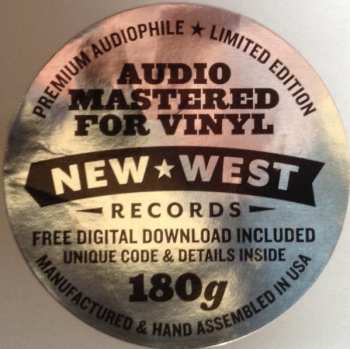 PREMIUM AUDIOPHILE ★ LIMITED EDITION
AUDIO
MASTERED
FOR VINYL
NEW ★ WEST
RECORDS
FREE DIGITAL DOWNLOAD INCLUDED
UNIQUE CODE & DETAILS INSIDE
180g
MANUFACTURED & HAND ASSEMBLED IN USA